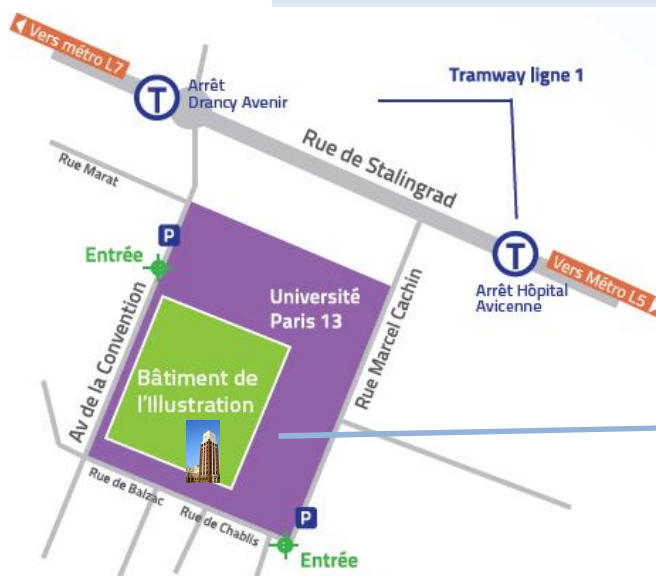 Vers métro L7
T
Arrêt
Drancy Avenir
Tramway ligne 1
Rue de Stalingrad
Rue Marat
P
Entrée
T
Vers Métro L5
Arrêt Hôpital
Avicenne
Université
Paris 13
Rue Marcel Cachin
Av de la Convention
Bâtiment de
l'Illustration
Rue de Balzac
Rue de Chablis
P
Entrée